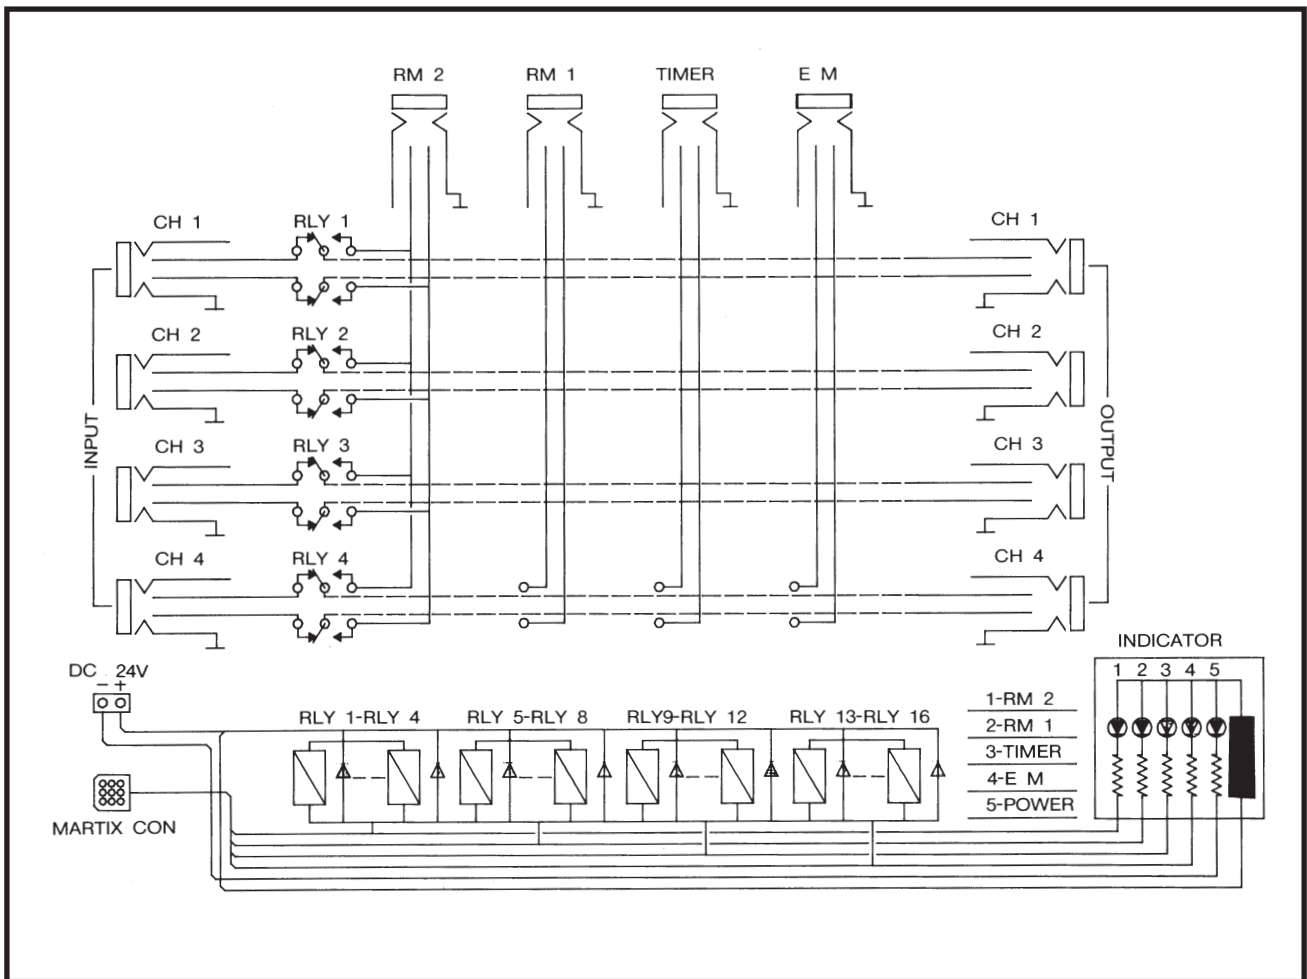 RM 2 RM 1 TIMER E M
CH 1 RLY 1 CH 1
CH 2 RLY 2 CH 2
INPUT
OUTPUT
CH 3 RLY 3 CH 3
CH 4 RLY 4 CH 4
DC 24V
− +
MARTIX CON
RLY 1-RLY 4 RLY 5-RLY 8 RLY9-RLY 12 RLY 13-RLY 16
1-RM 2
2-RM 1
3-TIMER
4-E M
5-POWER
INDICATOR
1 2 3 4 5